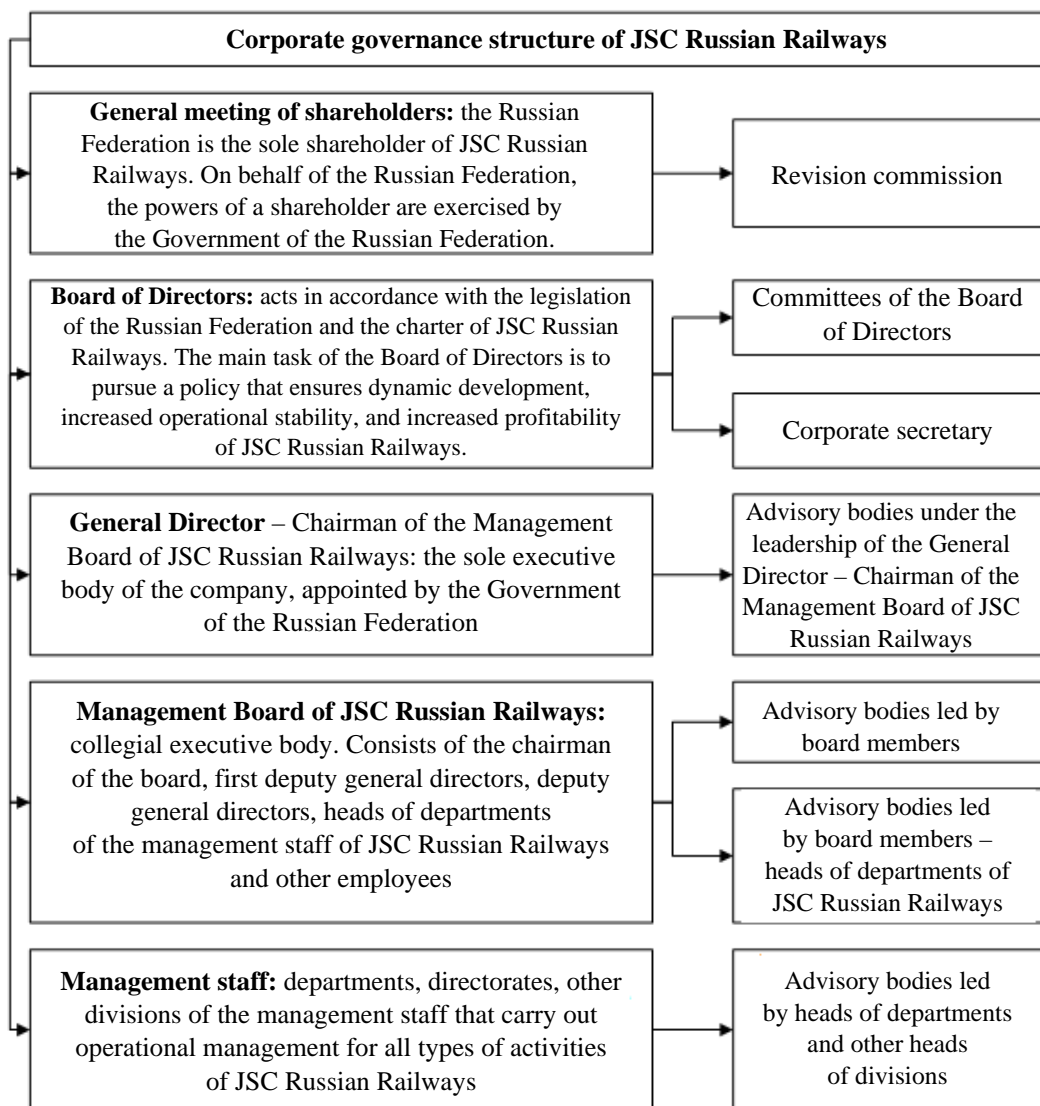 Corporate governance structure of JSC Russian Railways
General meeting of shareholders: the Russian
Federation is the sole shareholder of JSC Russian
Railways. On behalf of the Russian Federation,
the powers of a shareholder are exercised by
the Government of the Russian Federation.
Revision commission
Board of Directors: acts in accordance with the legislation
of the Russian Federation and the charter of JSC Russian
Railways. The main task of the Board of Directors is to
pursue a policy that ensures dynamic development,
increased operational stability, and increased profitability
of JSC Russian Railways.
Committees of the Board
of Directors
Corporate secretary
General Director – Chairman of the Management
Board of JSC Russian Railways: the sole executive
body of the company, appointed by the Government
of the Russian Federation
Advisory bodies under the
leadership of the General
Director – Chairman of the
Management Board of JSC
Russian Railways
Management Board of JSC Russian Railways:
collegial executive body. Consists of the chairman
of the board, first deputy general directors, deputy
general directors, heads of departments
of the management staff of JSC Russian Railways
and other employees
Advisory bodies led by
board members
Advisory bodies led
by board members –
heads of departments of
JSC Russian Railways
Management staff: departments, directorates, other
divisions of the management staff that carry out
operational management for all types of activities
of JSC Russian Railways
Advisory bodies led
by heads of departments
and other heads
of divisions